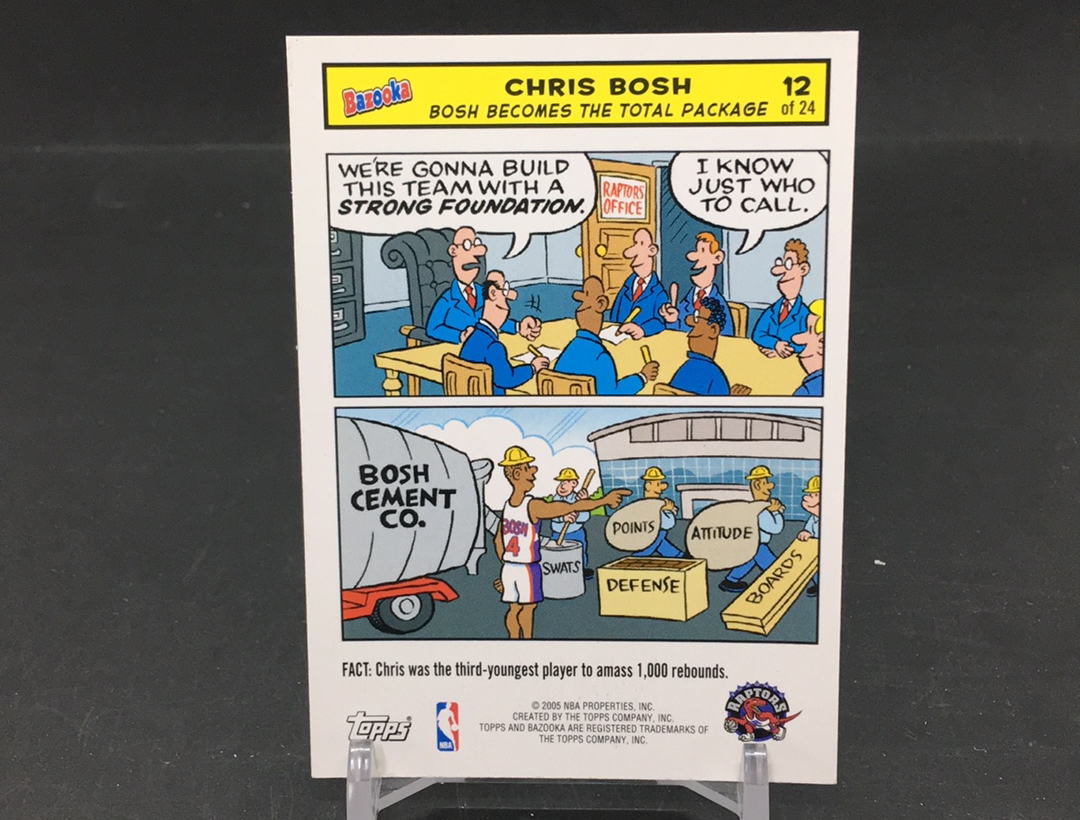 Bazooka
CHRIS BOSH
BOSH BECOMES THE TOTAL PACKAGE
12
of 24
WE'RE GONNA BUILD
THIS TEAM WITH A
STRONG FOUNDATION.
RAPTORS
OFFICE
I KNOW
JUST WHO
TO CALL.
BOSH
CEMENT
CO.
BOSH
4
SWATS
POINTS
ATTITUDE
DEFENSE
BOARDS
FACT: Chris was the third-youngest player to amass 1,000 rebounds.
topps®
NBA
© 2005 NBA PROPERTIES, INC.
CREATED BY THE TOPPS COMPANY, INC.
TOPPS AND BAZOOKA ARE REGISTERED TRADEMARKS OF
THE TOPPS COMPANY, INC.
RAPTORS